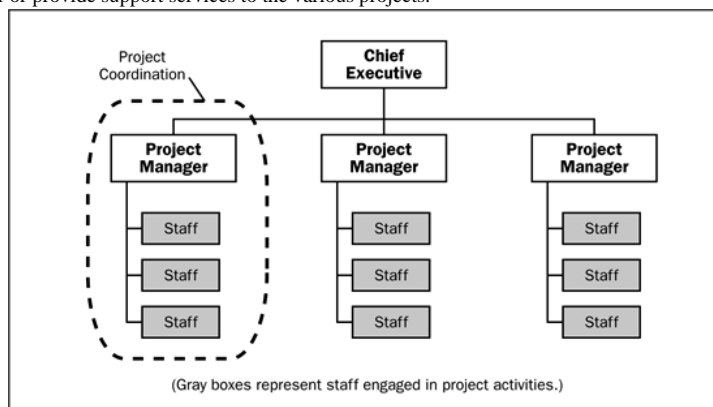 or provide support services to the various projects.
Project
Coordination
Chief
Executive
Project
Manager
Project
Manager
Project
Manager
Staff
Staff
Staff
Staff
Staff
Staff
Staff
Staff
Staff
(Gray boxes represent staff engaged in project activities.)